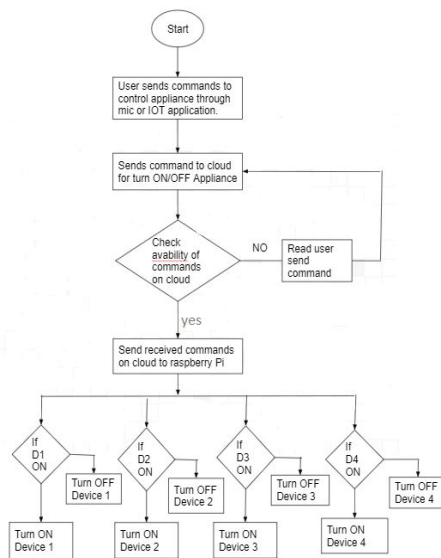 Start
User sends commands to
control appliance through
mic or IOT application.
Sends command to cloud
for turn ON/OFF Appliance
Check
avability of
commands
on cloud
NO
Read user
send
command
yes
Send received commands
on cloud to raspberry Pi
If
D1
ON
Turn OFF
Device 1
Turn ON
Device 1
If
D2
ON
Turn OFF
Device 2
Turn ON
Device 2
If
D3
ON
Turn OFF
Device 3
Turn ON
Device 3
If
D4
ON
Turn OFF
Device 4
Turn ON
Device 4